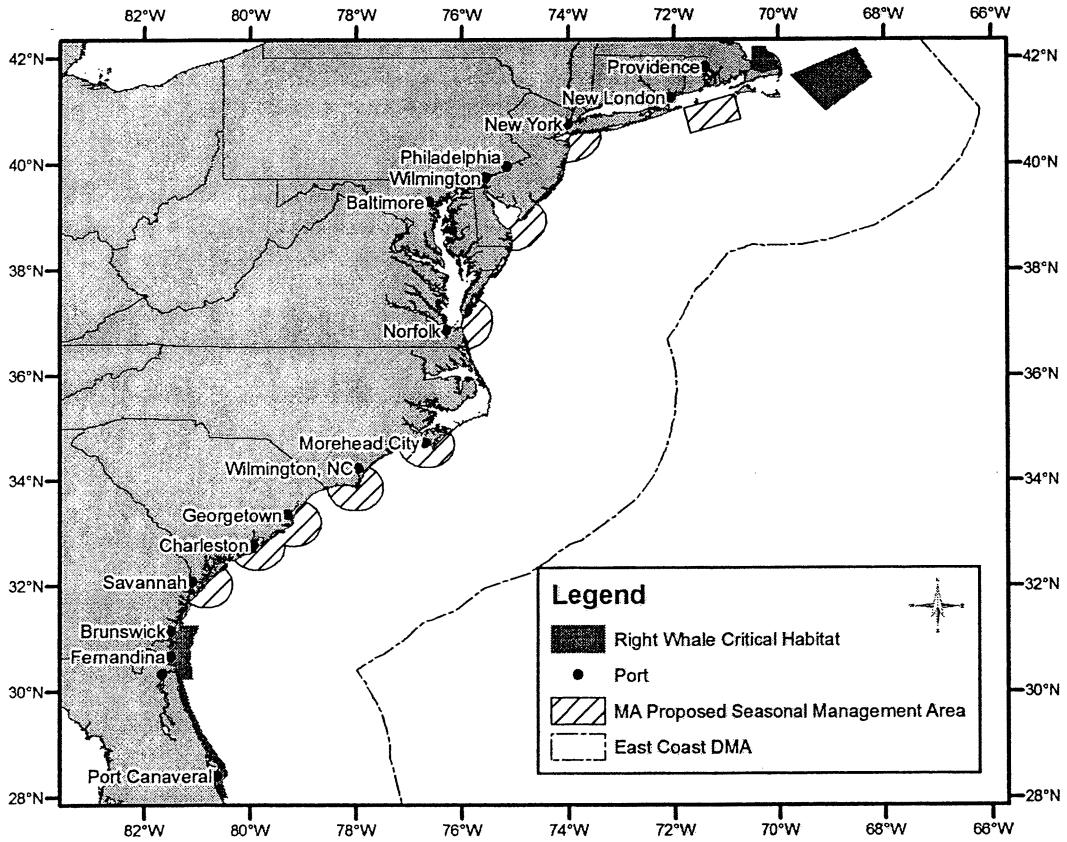 82°W 80°W 78°W 76°W 74°W 72°W 70°W 68°W 66°W
42°N 42°N
Providence
New London
New York
40°N 40°N
Philadelphia
Wilmington
Baltimore
38°N 38°N
Norfolk
36°N 36°N
Morehead City
Wilmington, NC
34°N 34°N
Georgetown
Charleston
32°N 32°N
Savannah
Legend
Brunswick
Right Whale Critical Habitat
Fernandina
Port
30°N 30°N
MA Proposed Seasonal Management Area
East Coast DMA
Port Canaveral
28°N 28°N
82°W 80°W 78°W 76°W 74°W 72°W 70°W 68°W 66°W